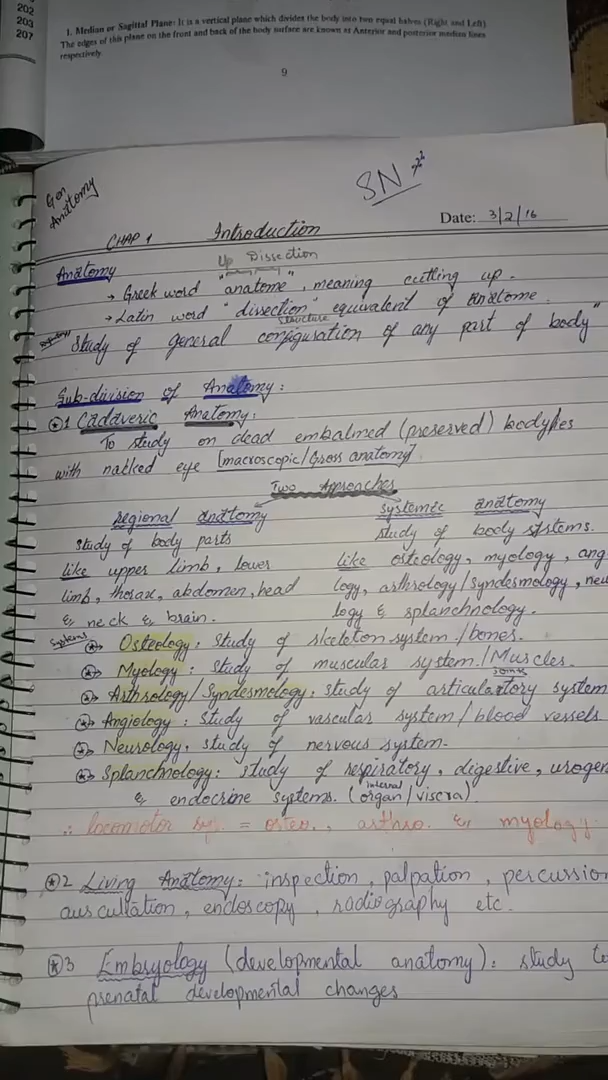 202
203
207
1. Median or Sagittal Plane: It is a vertical plane which divides the body into two equal halves (Right and Left)
The edges of this plane on the front and back of the body surface are known at Anterior and posterior median lines
respectively
9
Gen
Anatomy
SN
Date: 3/2/16
CHAP 1 Introduction
Up Dissection
Anatomy
→ Greek word "anatome", meaning cutting up.
→ Latin word "dissection" equivalent of anatome.
structure
"Study of general configuration of any part of body"
Sub-division of Anatomy:
1 Cadaveric Anatomy:
To study on dead embalmed (preserved) body/ies
with nakked eye [macroscopic/Gross anatomy]
Two Approaches
regional anatomy
study of body parts
like upper limb, lower
limb, thorax, abdomen, head
& neck & brain.
systemic anatomy
study of body systems.
like osteology, myology, ang
logy, arthrology/syndesmology, neu
logy & splanchnology.
Systems
Osteology: Study of skeleton system/bones.
Myology: study of muscular system/Muscles.
joints
Arthrology/Syndesmology: study of articulatory system
Angiology: Study of vascular system/blood vessels
Neurology: study of nervous system.
Splanchnology: study of respiratory, digestive, urogen
internal
& endocrine systems. (organ/viscra)
∴ locomotor sys. = osteo., arthro. & myology
2 Living Anatomy: inspection, palpation, percussion
auscullation, endoscopy, radiography etc.
3 Embryology (developmental anatomy): study
prenatal developmental changes